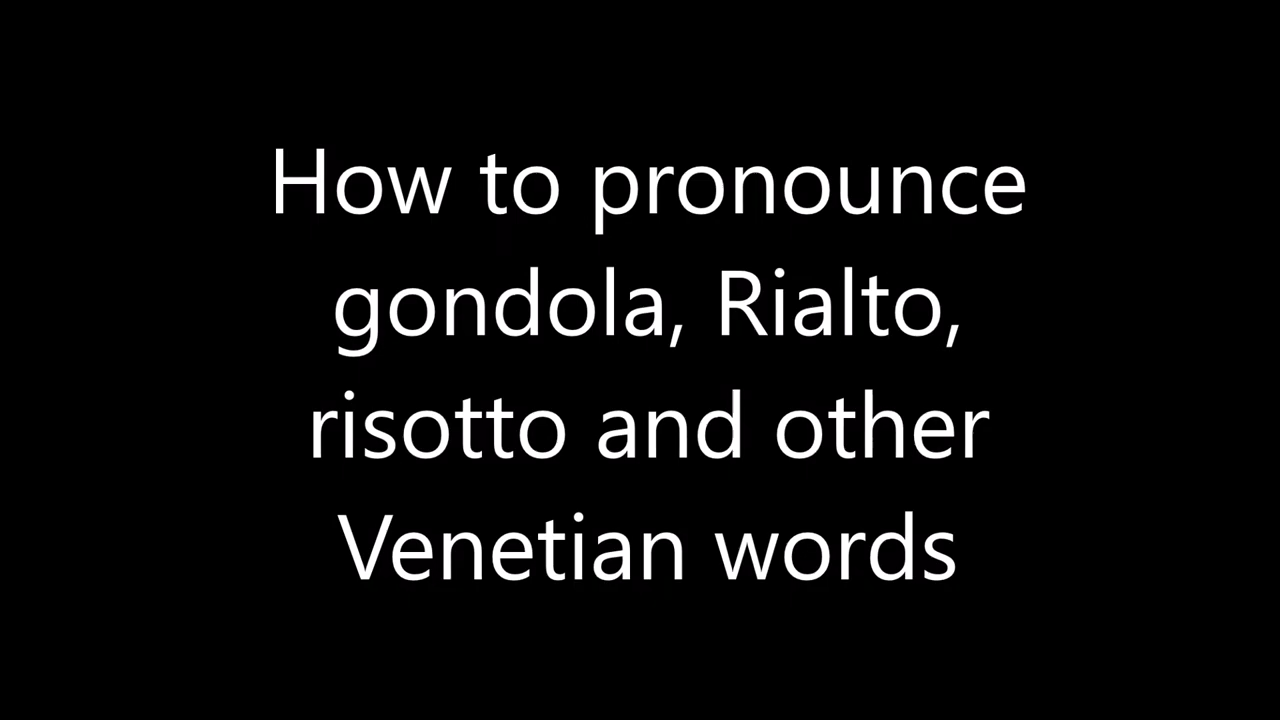 How to pronounce
gondola, Rialto,
risotto and other
Venetian words